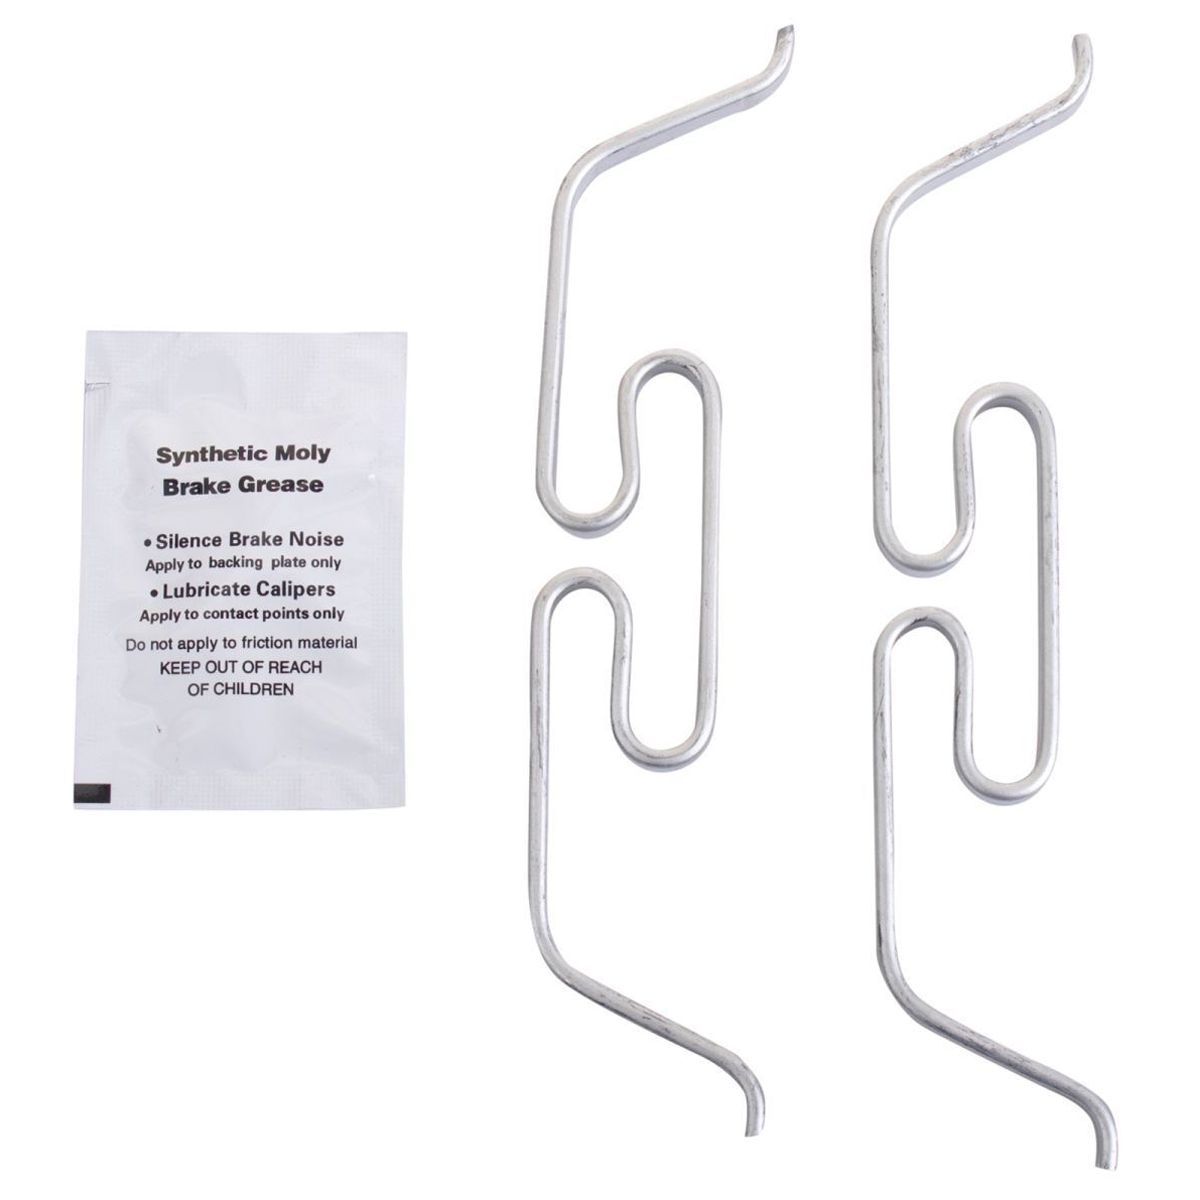 Synthetic Moly
Brake Grease
• Silence Brake Noise
Apply to backing plate only
• Lubricate Calipers
Apply to contact points only
Do not apply to friction material
KEEP OUT OF REACH
OF CHILDREN